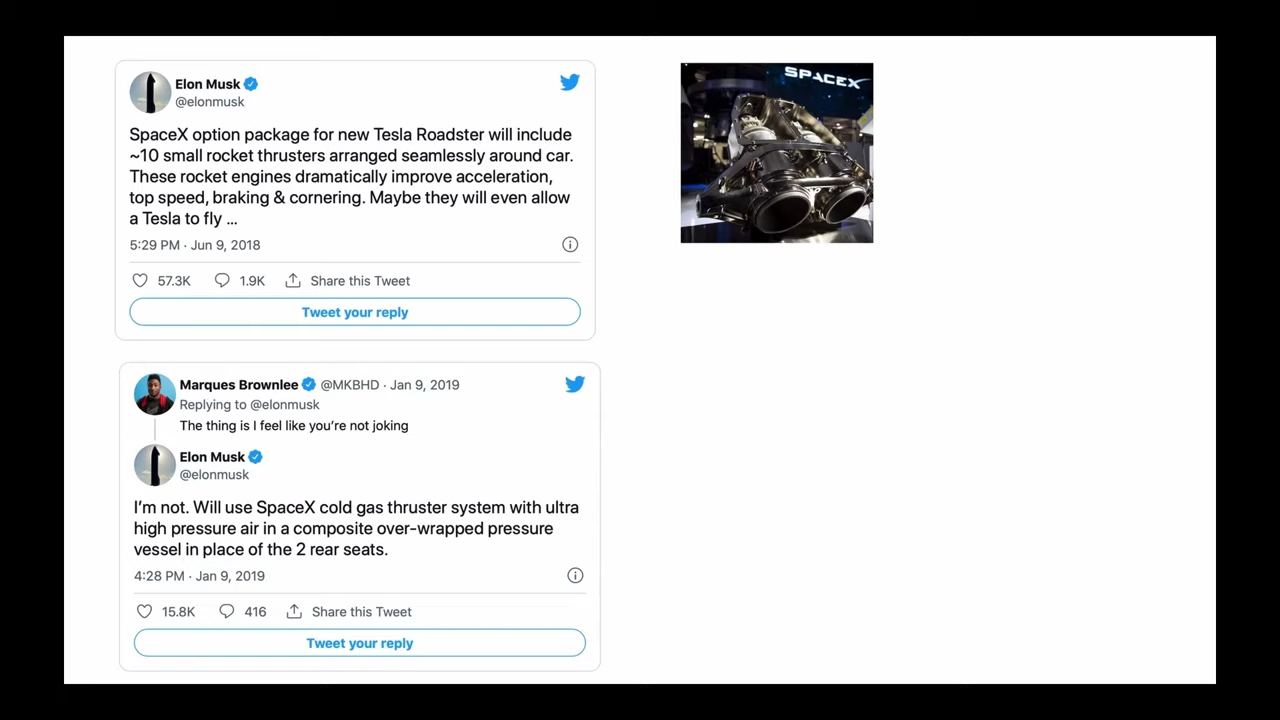 Elon Musk
@elonmusk
SpaceX option package for new Tesla Roadster will include
~10 small rocket thrusters arranged seamlessly around car.
These rocket engines dramatically improve acceleration,
top speed, braking & cornering. Maybe they will even allow
a Tesla to fly ...
5:29 PM · Jun 9, 2018
57.3K 1.9K Share this Tweet
Tweet your reply
Marques Brownlee @MKBHD · Jan 9, 2019
Replying to @elonmusk
The thing is I feel like you're not joking
Elon Musk
@elonmusk
I'm not. Will use SpaceX cold gas thruster system with ultra
high pressure air in a composite over-wrapped pressure
vessel in place of the 2 rear seats.
4:28 PM · Jan 9, 2019
15.8K 416 Share this Tweet
Tweet your reply
SPACEX